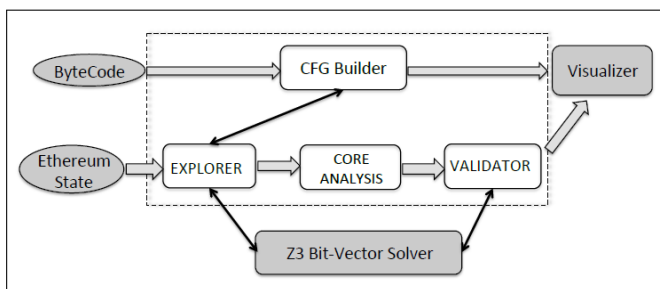 ByteCode
CFG Builder
Visualizer
Ethereum
State
EXPLORER
CORE
ANALYSIS
VALIDATOR
Z3 Bit-Vector Solver